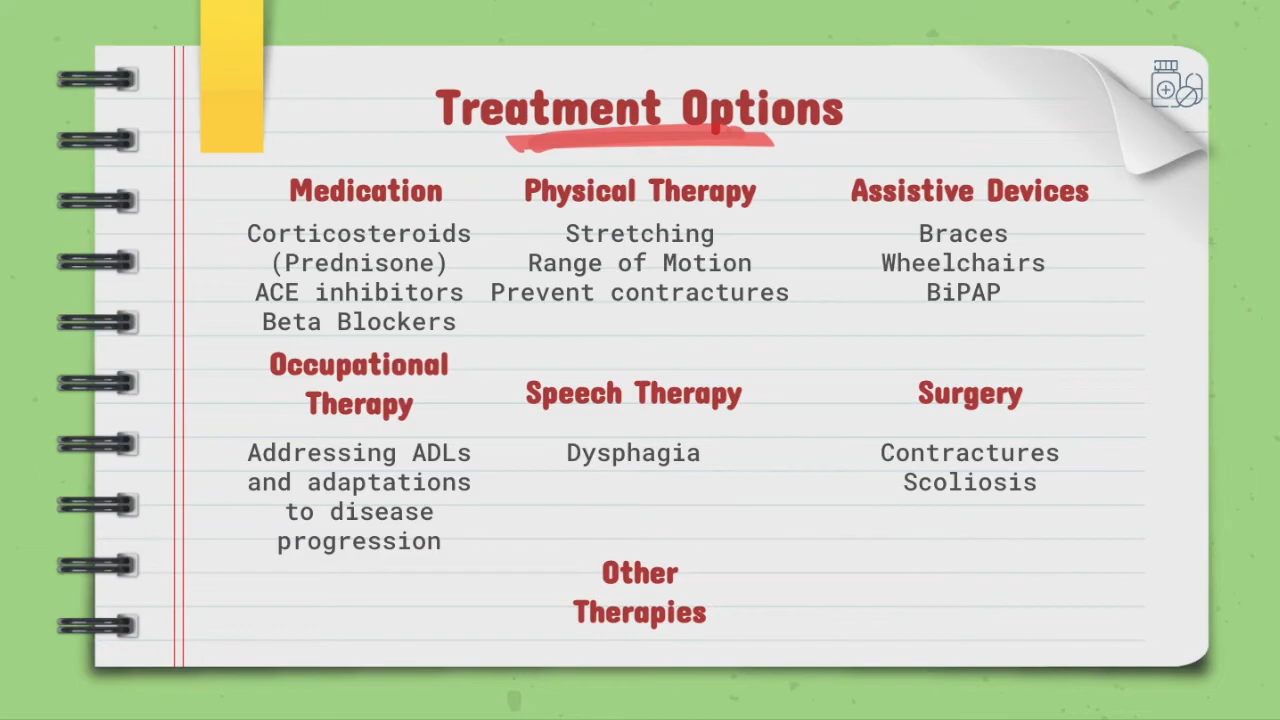 Treatment Options
Medication
Corticosteroids
(Prednisone)
ACE inhibitors
Beta Blockers
Physical Therapy
Stretching
Range of Motion
Prevent contractures
Assistive Devices
Braces
Wheelchairs
BiPAP
Occupational
Therapy
Addressing ADLs
and adaptations
to disease
progression
Speech Therapy
Dysphagia
Surgery
Contractures
Scoliosis
Other
Therapies